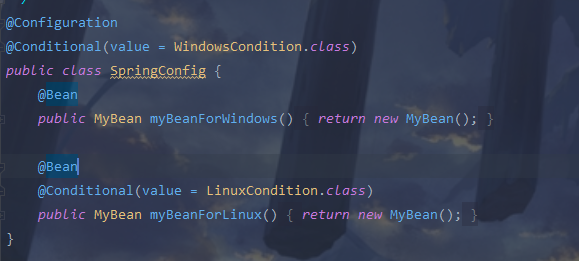 @Configuration
@Conditional(value = WindowsCondition.class)
public class SpringConfig {
@Bean
public MyBean myBeanForWindows() { return new MyBean(); }
@Bean
@Conditional(value = LinuxCondition.class)
public MyBean myBeanForLinux() { return new MyBean(); }
}